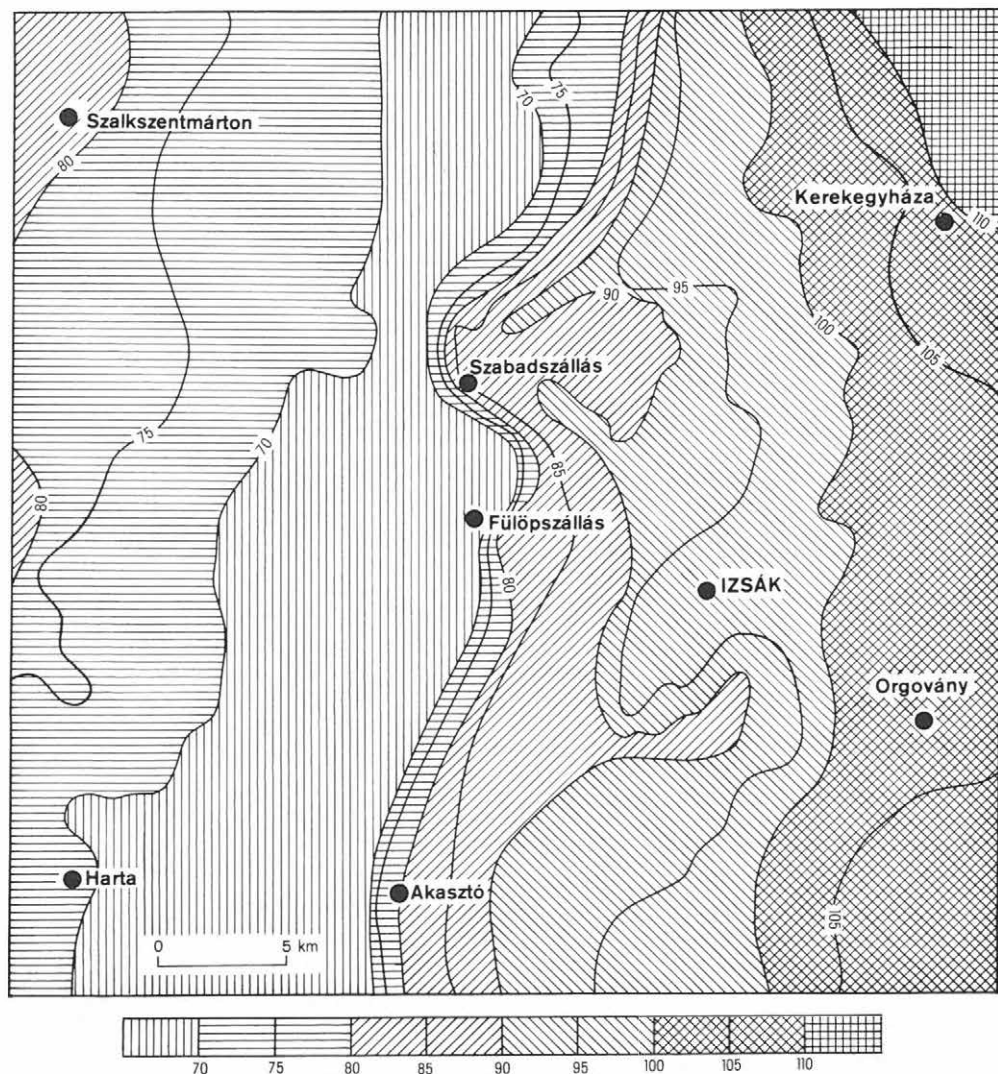 75
75
70
Szalkszentmárton
80
Kerekegyháza
110
90
95
100
105
Szabadszállás
75
70
85
80
Fülöpszállás
80
IZSÁK
Orgovány
Harta
Akasztó
105
0 5 km
70 80 85 90 95 100 105 110